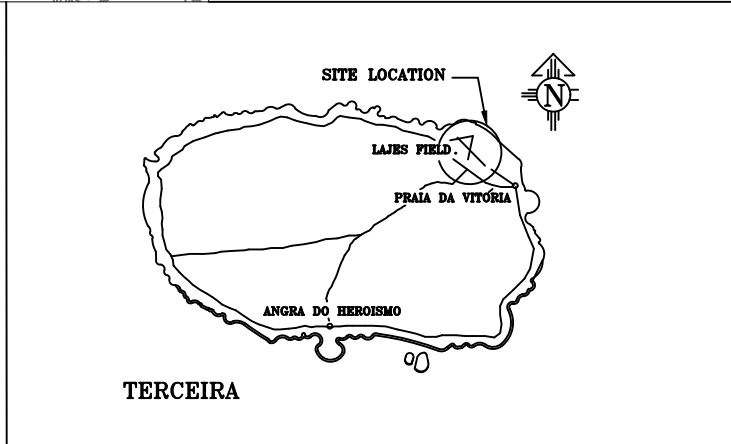 SITE LOCATION
N
LAJES FIELD.
PRAIA DA VITORIA
ANGRA DO HEROISMO
TERCEIRA